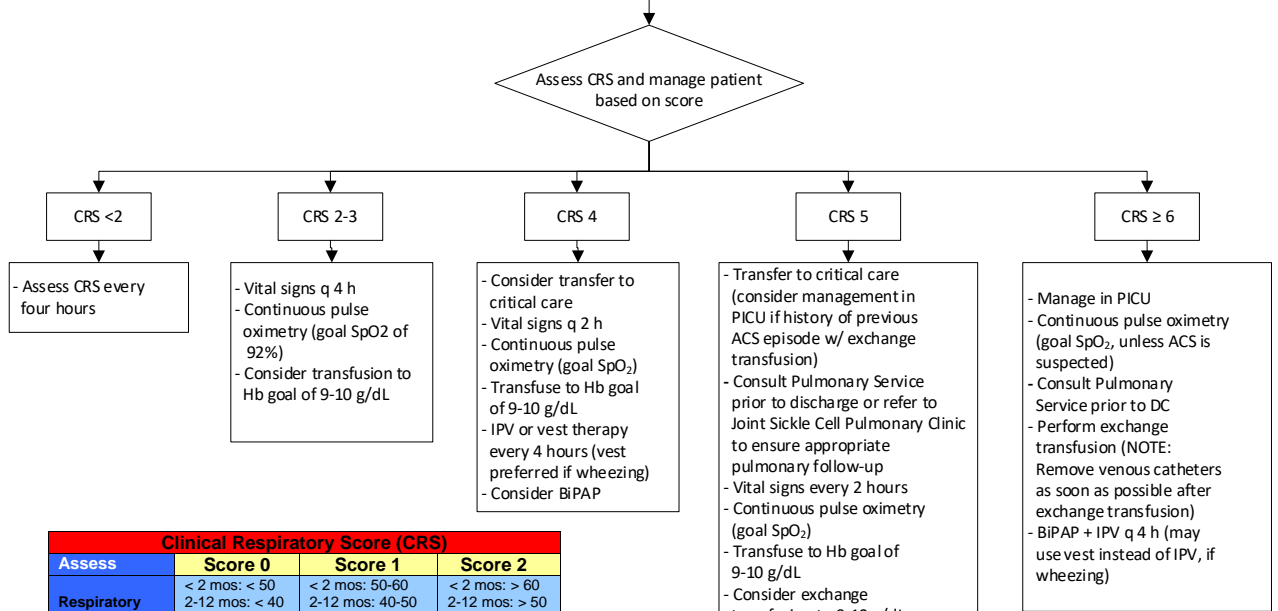 Assess CRS and manage patient
based on score
CRS <2
- Assess CRS every
four hours
CRS 2-3
- Vital signs q 4 h
- Continuous pulse
oximetry (goal SpO2 of
92%)
- Consider transfusion to
Hb goal of 9-10 g/dL
CRS 4
- Consider transfer to
critical care
- Vital signs q 2 h
- Continuous pulse
oximetry (goal SpO₂)
- Transfuse to Hb goal
of 9-10 g/dL
- IPV or vest therapy
every 4 hours (vest
preferred if wheezing)
- Consider BiPAP
CRS 5
- Transfer to critical care
(consider management in
PICU if history of previous
ACS episode w/ exchange
transfusion)
- Consult Pulmonary Service
prior to discharge or refer to
Joint Sickle Cell Pulmonary Clinic
to ensure appropriate
pulmonary follow-up
- Vital signs every 2 hours
- Continuous pulse oximetry
(goal SpO₂)
- Transfuse to Hb goal of
9-10 g/dL
- Consider exchange
CRS ≥ 6
- Manage in PICU
- Continuous pulse oximetry
(goal SpO₂, unless ACS is
suspected)
- Consult Pulmonary
Service prior to DC
- Perform exchange
transfusion (NOTE:
Remove venous catheters
as soon as possible after
exchange transfusion)
- BiPAP + IPV q 4 h (may
use vest instead of IPV, if
wheezing)
Clinical Respiratory Score (CRS)
Assess Score 0 Score 1 Score 2
< 2 mos: < 50 < 2 mos: 50-60 < 2 mos: > 60
Respiratory 2-12 mos: < 40 2-12 mos: 40-50 2-12 mos: > 50